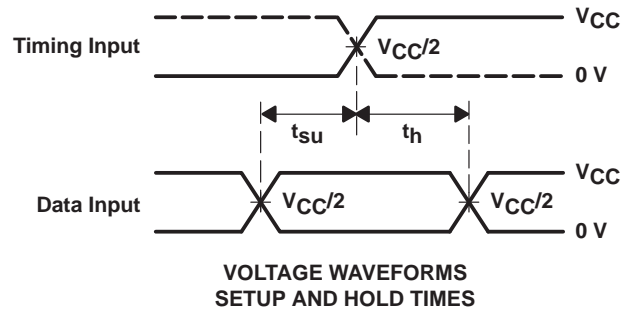 VCC
Timing Input
VCC/2
0 V
tsu
th
VCC
Data Input
VCC/2
VCC/2
0 V
VOLTAGE WAVEFORMS
SETUP AND HOLD TIMES